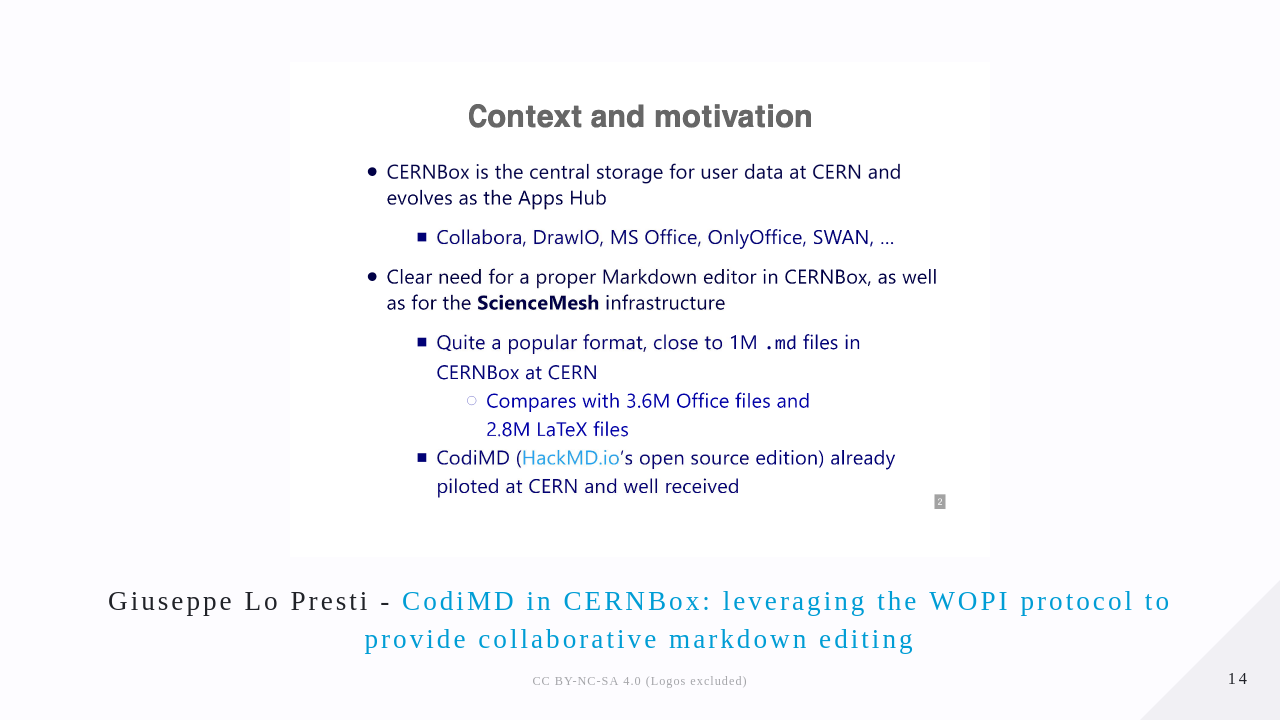 Context and motivation
● CERNBox is the central storage for user data at CERN and
evolves as the Apps Hub
■ Collabora, DrawIO, MS Office, OnlyOffice, SWAN, ...
● Clear need for a proper Markdown editor in CERNBox, as well
as for the ScienceMesh infrastructure
■ Quite a popular format, close to 1M .md files in
CERNBox at CERN
○ Compares with 3.6M Office files and
2.8M LaTeX files
■ CodiMD (HackMD.io's open source edition) already
piloted at CERN and well received
2
Giuseppe Lo Presti - CodiMD in CERNBox: leveraging the WOPI protocol to
provide collaborative markdown editing
CC BY-NC-SA 4.0 (Logos excluded)
14